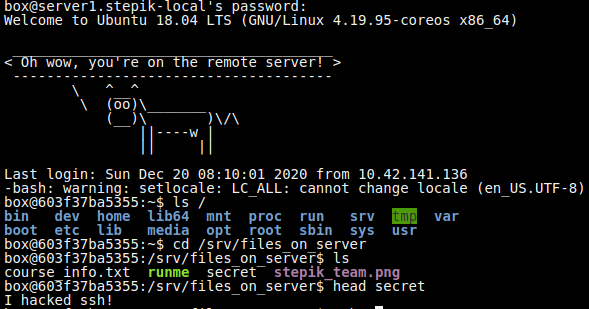 box@server1.stepik-local's password:
Welcome to Ubuntu 18.04 LTS (GNU/Linux 4.19.95-coreos x86_64)
 ______________________________________
< Oh wow, you're on the remote server! >
 --------------------------------------
        \   ^__^
         \  (oo)\_______
            (__)\       )\/\
                ||----w |
                ||     ||
Last login: Sun Dec 20 08:10:01 2020 from 10.42.141.136
-bash: warning: setlocale: LC_ALL: cannot change locale (en_US.UTF-8)
box@603f37ba5355:~$ ls /
bin   dev  home  lib64  mnt  proc  run   srv  tmp  var
boot  etc  lib   media  opt  root  sbin  sys  usr
box@603f37ba5355:~$ cd /srv/files_on_server
box@603f37ba5355:/srv/files_on_server$ ls
course_info.txt  runme  secret  stepik_team.png
box@603f37ba5355:/srv/files_on_server$ head secret
I hacked ssh!